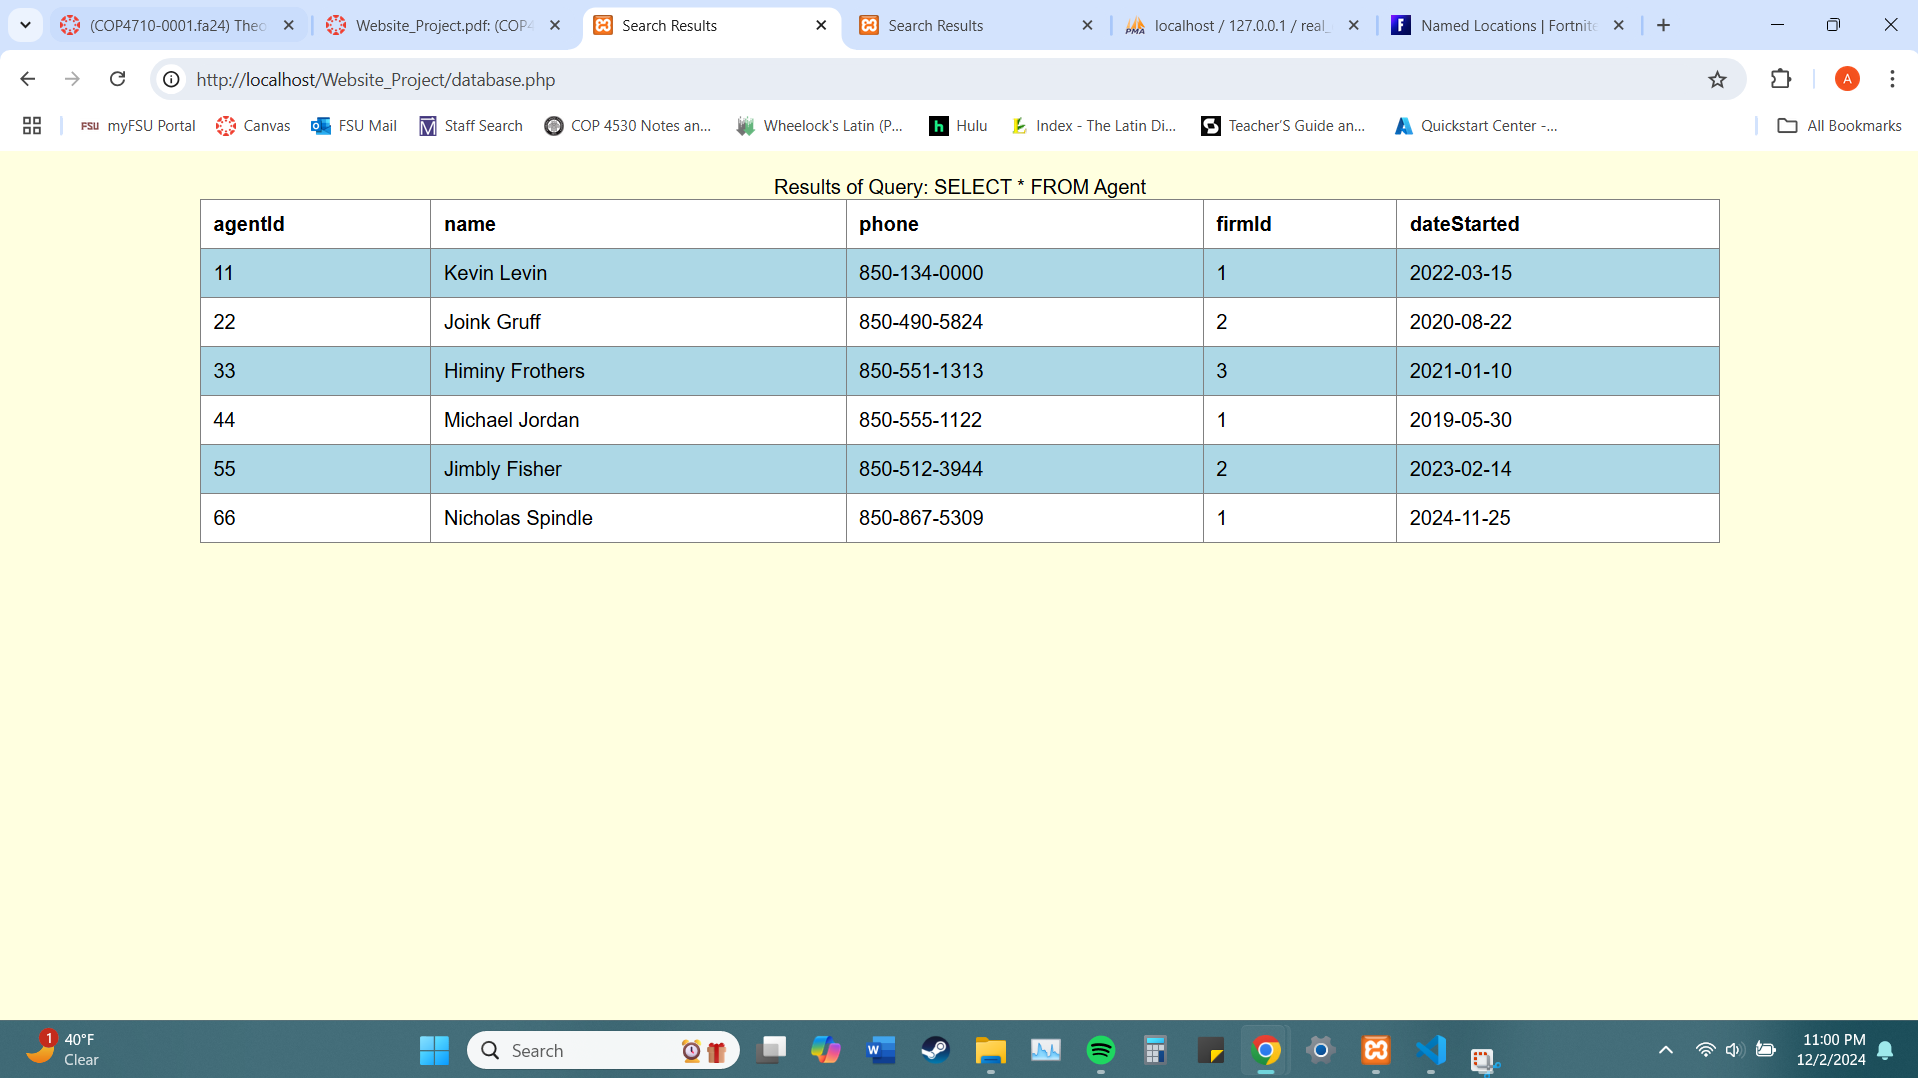 (COP4710-0001.fa24) Theo
Website_Project.pdf: (COP4
Search Results
Search Results
localhost / 127.0.0.1 / real_
Named Locations | Fortnite
http://localhost/Website_Project/database.php
A
FSU myFSU Portal
Canvas
FSU Mail
Staff Search
COP 4530 Notes an...
Wheelock's Latin (P...
Hulu
Index - The Latin Di...
Teacher'S Guide an...
Quickstart Center -...
All Bookmarks
Results of Query: SELECT * FROM Agent
agentId name phone firmId dateStarted
11 Kevin Levin 850-134-0000 1 2022-03-15
22 Joink Gruff 850-490-5824 2 2020-08-22
33 Himiny Frothers 850-551-1313 3 2021-01-10
44 Michael Jordan 850-555-1122 1 2019-05-30
55 Jimbly Fisher 850-512-3944 2 2023-02-14
66 Nicholas Spindle 850-867-5309 1 2024-11-25
1
40°F
Clear
Search
11:00 PM
12/2/2024